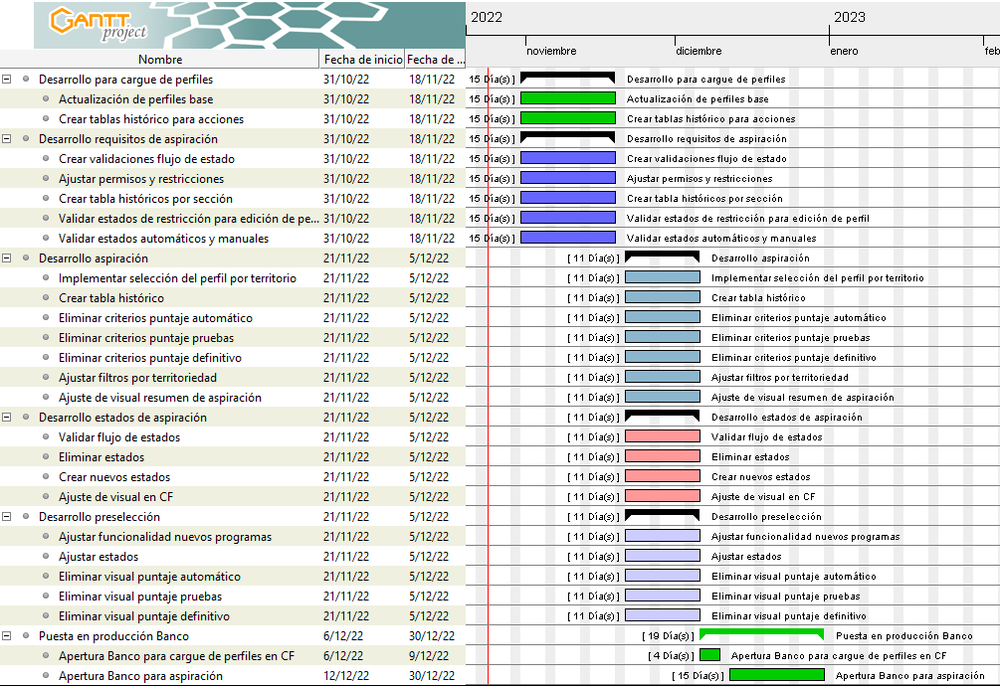 GANTT project
2022 2023
Nombre Fecha de inicio Fecha de ... noviembre diciembre enero feb
Desarrollo para cargue de perfiles 31/10/22 18/11/22 15 Día(s) ] Desarrollo para cargue de perfiles
Actualización de perfiles base 31/10/22 18/11/22 15 Día(s) ] Actualización de perfiles base
Crear tablas histórico para acciones 31/10/22 18/11/22 15 Día(s) ] Crear tablas histórico para acciones
Desarrollo requisitos de aspiración 31/10/22 18/11/22 15 Día(s) ] Desarrollo requisitos de aspiración
Crear validaciones flujo de estado 31/10/22 18/11/22 15 Día(s) ] Crear validaciones flujo de estado
Ajustar permisos y restricciones 31/10/22 18/11/22 15 Día(s) ] Ajustar permisos y restricciones
Crear tabla históricos por sección 31/10/22 18/11/22 15 Día(s) ] Crear tabla históricos por sección
Validar estados de restricción para edición de pe... 31/10/22 18/11/22 15 Día(s) ] Validar estados de restricción para edición de perfil
Validar estados automáticos y manuales 31/10/22 18/11/22 15 Día(s) ] Validar estados automáticos y manuales
Desarrollo aspiración 21/11/22 5/12/22 [ 11 Día(s) ] Desarrollo aspiración
Implementar selección del perfil por territorio 21/11/22 5/12/22 [ 11 Día(s) ] Implementar selección del perfil por territorio
Crear tabla histórico 21/11/22 5/12/22 [ 11 Día(s) ] Crear tabla histórico
Eliminar criterios puntaje automático 21/11/22 5/12/22 [ 11 Día(s) ] Eliminar criterios puntaje automático
Eliminar criterios puntaje pruebas 21/11/22 5/12/22 [ 11 Día(s) ] Eliminar criterios puntaje pruebas
Eliminar criterios puntaje definitivo 21/11/22 5/12/22 [ 11 Día(s) ] Eliminar criterios puntaje definitivo
Ajustar filtros por territoriedad 21/11/22 5/12/22 [ 11 Día(s) ] Ajustar filtros por territoriedad
Ajuste de visual resumen de aspiración 21/11/22 5/12/22 [ 11 Día(s) ] Ajuste de visual resumen de aspiración
Desarrollo estados de aspiración 21/11/22 5/12/22 [ 11 Día(s) ] Desarrollo estados de aspiración
Validar flujo de estados 21/11/22 5/12/22 [ 11 Día(s) ] Validar flujo de estados
Eliminar estados 21/11/22 5/12/22 [ 11 Día(s) ] Eliminar estados
Crear nuevos estados 21/11/22 5/12/22 [ 11 Día(s) ] Crear nuevos estados
Ajuste de visual en CF 21/11/22 5/12/22 [ 11 Día(s) ] Ajuste de visual en CF
Desarrollo preselección 21/11/22 5/12/22 [ 11 Día(s) ] Desarrollo preselección
Ajustar funcionalidad nuevos programas 21/11/22 5/12/22 [ 11 Día(s) ] Ajustar funcionalidad nuevos programas
Ajustar estados 21/11/22 5/12/22 [ 11 Día(s) ] Ajustar estados
Eliminar visual puntaje automático 21/11/22 5/12/22 [ 11 Día(s) ] Eliminar visual puntaje automático
Eliminar visual puntaje pruebas 21/11/22 5/12/22 [ 11 Día(s) ] Eliminar visual puntaje pruebas
Eliminar visual puntaje definitivo 21/11/22 5/12/22 [ 11 Día(s) ] Eliminar visual puntaje definitivo
Puesta en producción Banco 6/12/22 30/12/22 [ 19 Día(s) ] Puesta en producción Banco
Apertura Banco para cargue de perfiles en CF 6/12/22 9/12/22 [ 4 Día(s) ] Apertura Banco para cargue de perfiles en CF
Apertura Banco para aspiración 12/12/22 30/12/22 [ 15 Día(s) ] Apertura Banco para aspiración